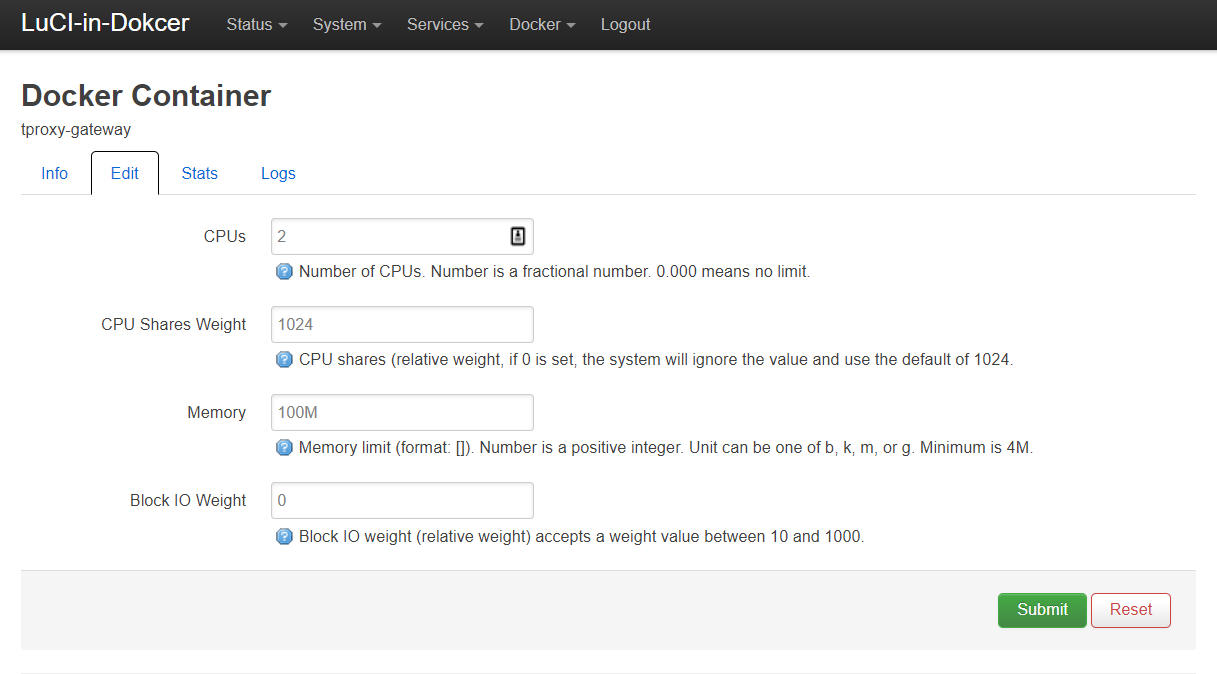 LuCI-in-Dokcer Status System Services Docker Logout
Docker Container
tproxy-gateway
Info Edit Stats Logs
CPUs 2
Number of CPUs. Number is a fractional number. 0.000 means no limit.
CPU Shares Weight 1024
CPU shares (relative weight, if 0 is set, the system will ignore the value and use the default of 1024.
Memory 100M
Memory limit (format: []). Number is a positive integer. Unit can be one of b, k, m, or g. Minimum is 4M.
Block IO Weight 0
Block IO weight (relative weight) accepts a weight value between 10 and 1000.
Submit Reset